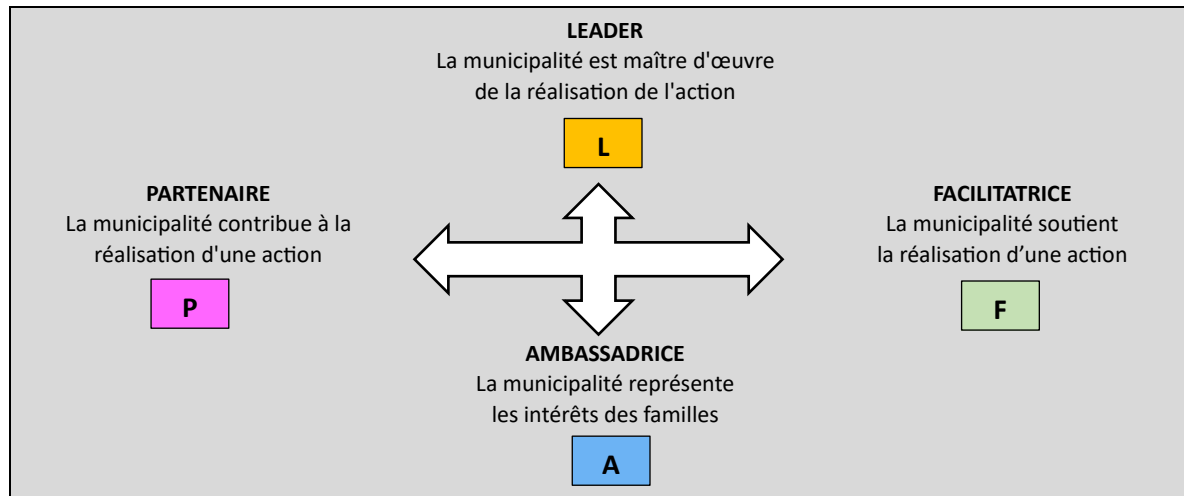 LEADER
La municipalité est maître d'œuvre
de la réalisation de l'action
L
PARTENAIRE
La municipalité contribue à la
réalisation d'une action
P
FACILITATRICE
La municipalité soutient
la réalisation d’une action
F
AMBASSADRICE
La municipalité représente
les intérêts des familles
A